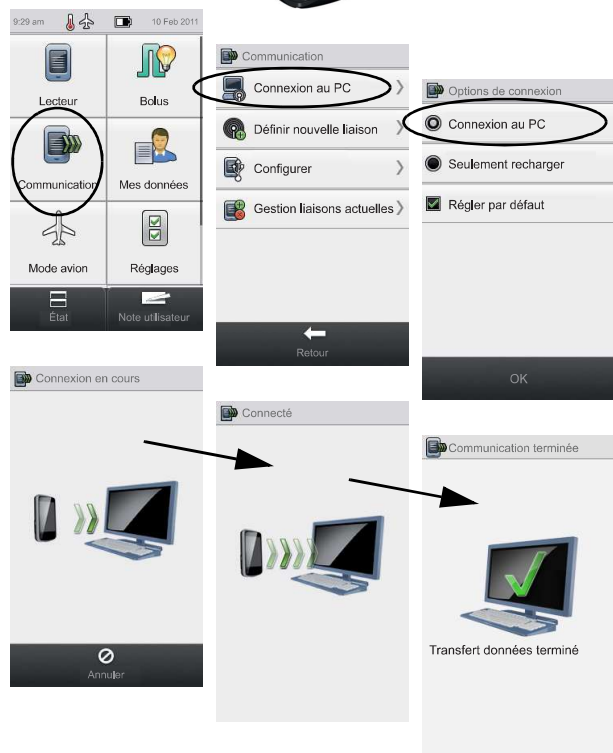 9:29 am
10 Feb 2011
Lecteur
Bolus
Communication
Mes données
Mode avion
Réglages
État
Note utilisateur
Communication
Connexion au PC
Définir nouvelle liaison
Configurer
Gestion liaisons actuelles
Retour
Options de connexion
Connexion au PC
Seulement recharger
Régler par défaut
OK
Connexion en cours
Annuler
Connecté
Communication terminée
Transfert données terminé